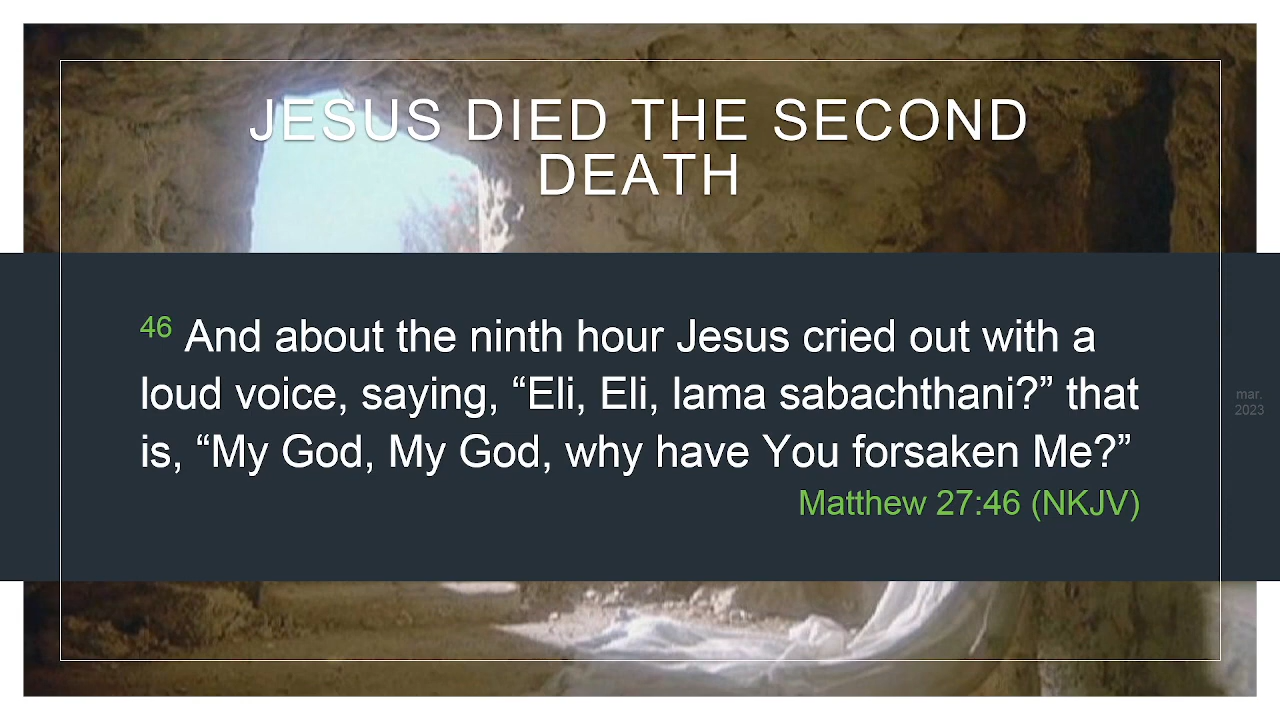 JESUS DIED THE SECOND
DEATH
46 And about the ninth hour Jesus cried out with a
loud voice, saying, “Eli, Eli, lama sabachthani?” that
is, “My God, My God, why have You forsaken Me?”
Matthew 27:46 (NKJV)
mar.
2023